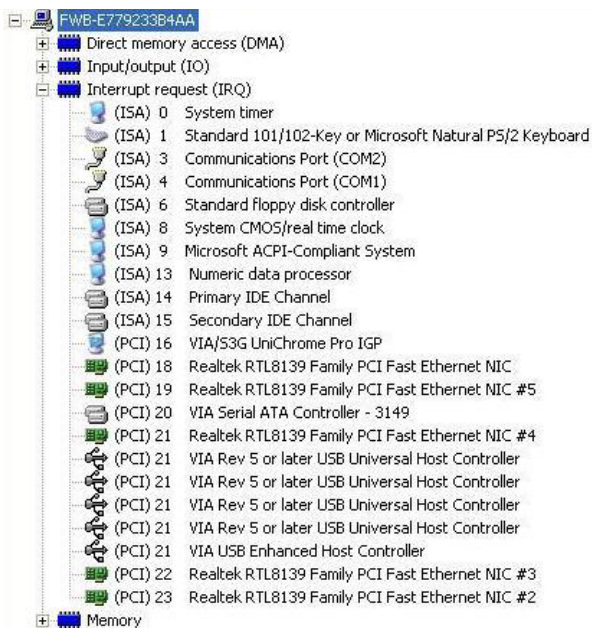 FWB-E779233B4AA
Direct memory access (DMA)
Input/output (IO)
Interrupt request (IRQ)
(ISA) 0 System timer
(ISA) 1 Standard 101/102-Key or Microsoft Natural PS/2 Keyboard
(ISA) 3 Communications Port (COM2)
(ISA) 4 Communications Port (COM1)
(ISA) 6 Standard floppy disk controller
(ISA) 8 System CMOS/real time clock
(ISA) 9 Microsoft ACPI-Compliant System
(ISA) 13 Numeric data processor
(ISA) 14 Primary IDE Channel
(ISA) 15 Secondary IDE Channel
(PCI) 16 VIA/S3G UniChrome Pro IGP
(PCI) 18 Realtek RTL8139 Family PCI Fast Ethernet NIC
(PCI) 19 Realtek RTL8139 Family PCI Fast Ethernet NIC #5
(PCI) 20 VIA Serial ATA Controller - 3149
(PCI) 21 Realtek RTL8139 Family PCI Fast Ethernet NIC #4
(PCI) 21 VIA Rev 5 or later USB Universal Host Controller
(PCI) 21 VIA Rev 5 or later USB Universal Host Controller
(PCI) 21 VIA Rev 5 or later USB Universal Host Controller
(PCI) 21 VIA Rev 5 or later USB Universal Host Controller
(PCI) 21 VIA USB Enhanced Host Controller
(PCI) 22 Realtek RTL8139 Family PCI Fast Ethernet NIC #3
(PCI) 23 Realtek RTL8139 Family PCI Fast Ethernet NIC #2
Memory